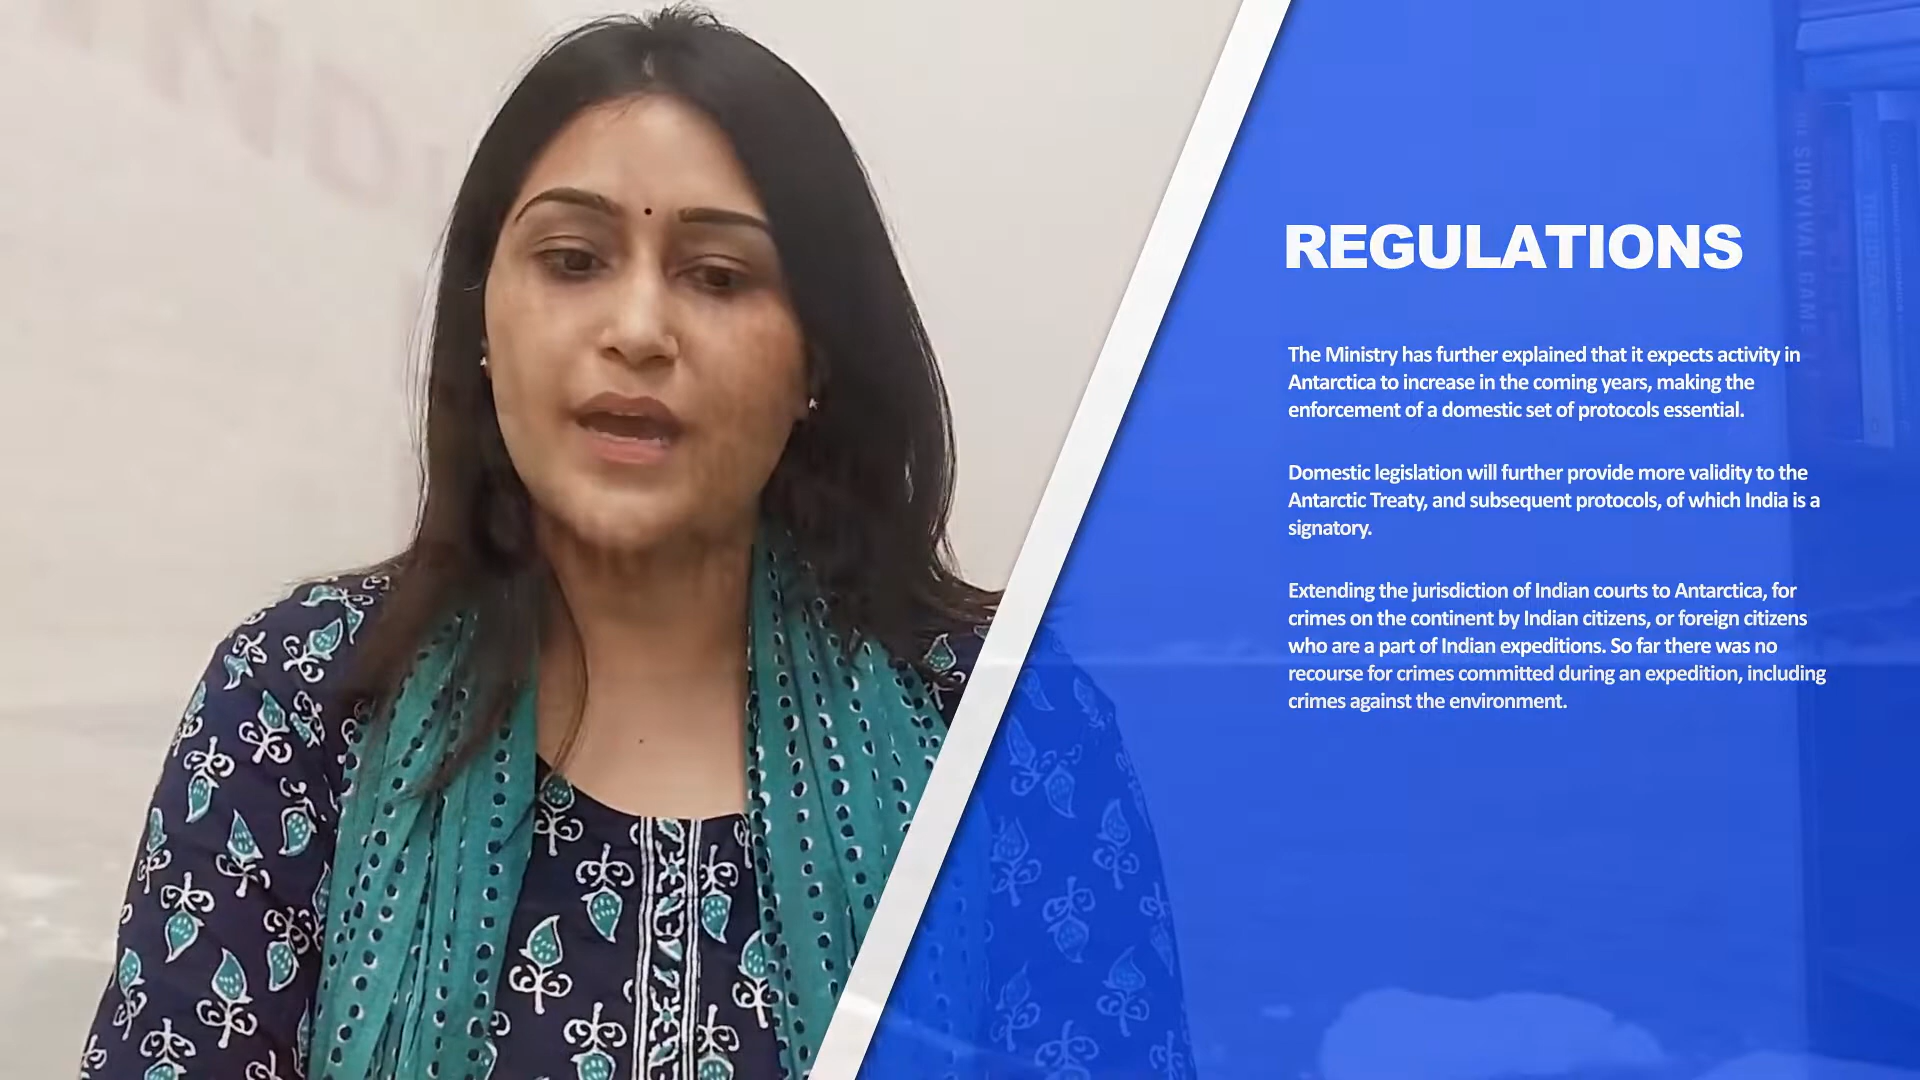 REGULATIONS
The Ministry has further explained that it expects activity in
Antarctica to increase in the coming years, making the
enforcement of a domestic set of protocols essential.
Domestic legislation will further provide more validity to the
Antarctic Treaty, and subsequent protocols, of which India is a
signatory.
Extending the jurisdiction of Indian courts to Antarctica, for
crimes on the continent by Indian citizens, or foreign citizens
who are a part of Indian expeditions. So far there was no
recourse for crimes committed during an expedition, including
crimes against the environment.
SURVIVAL GAME